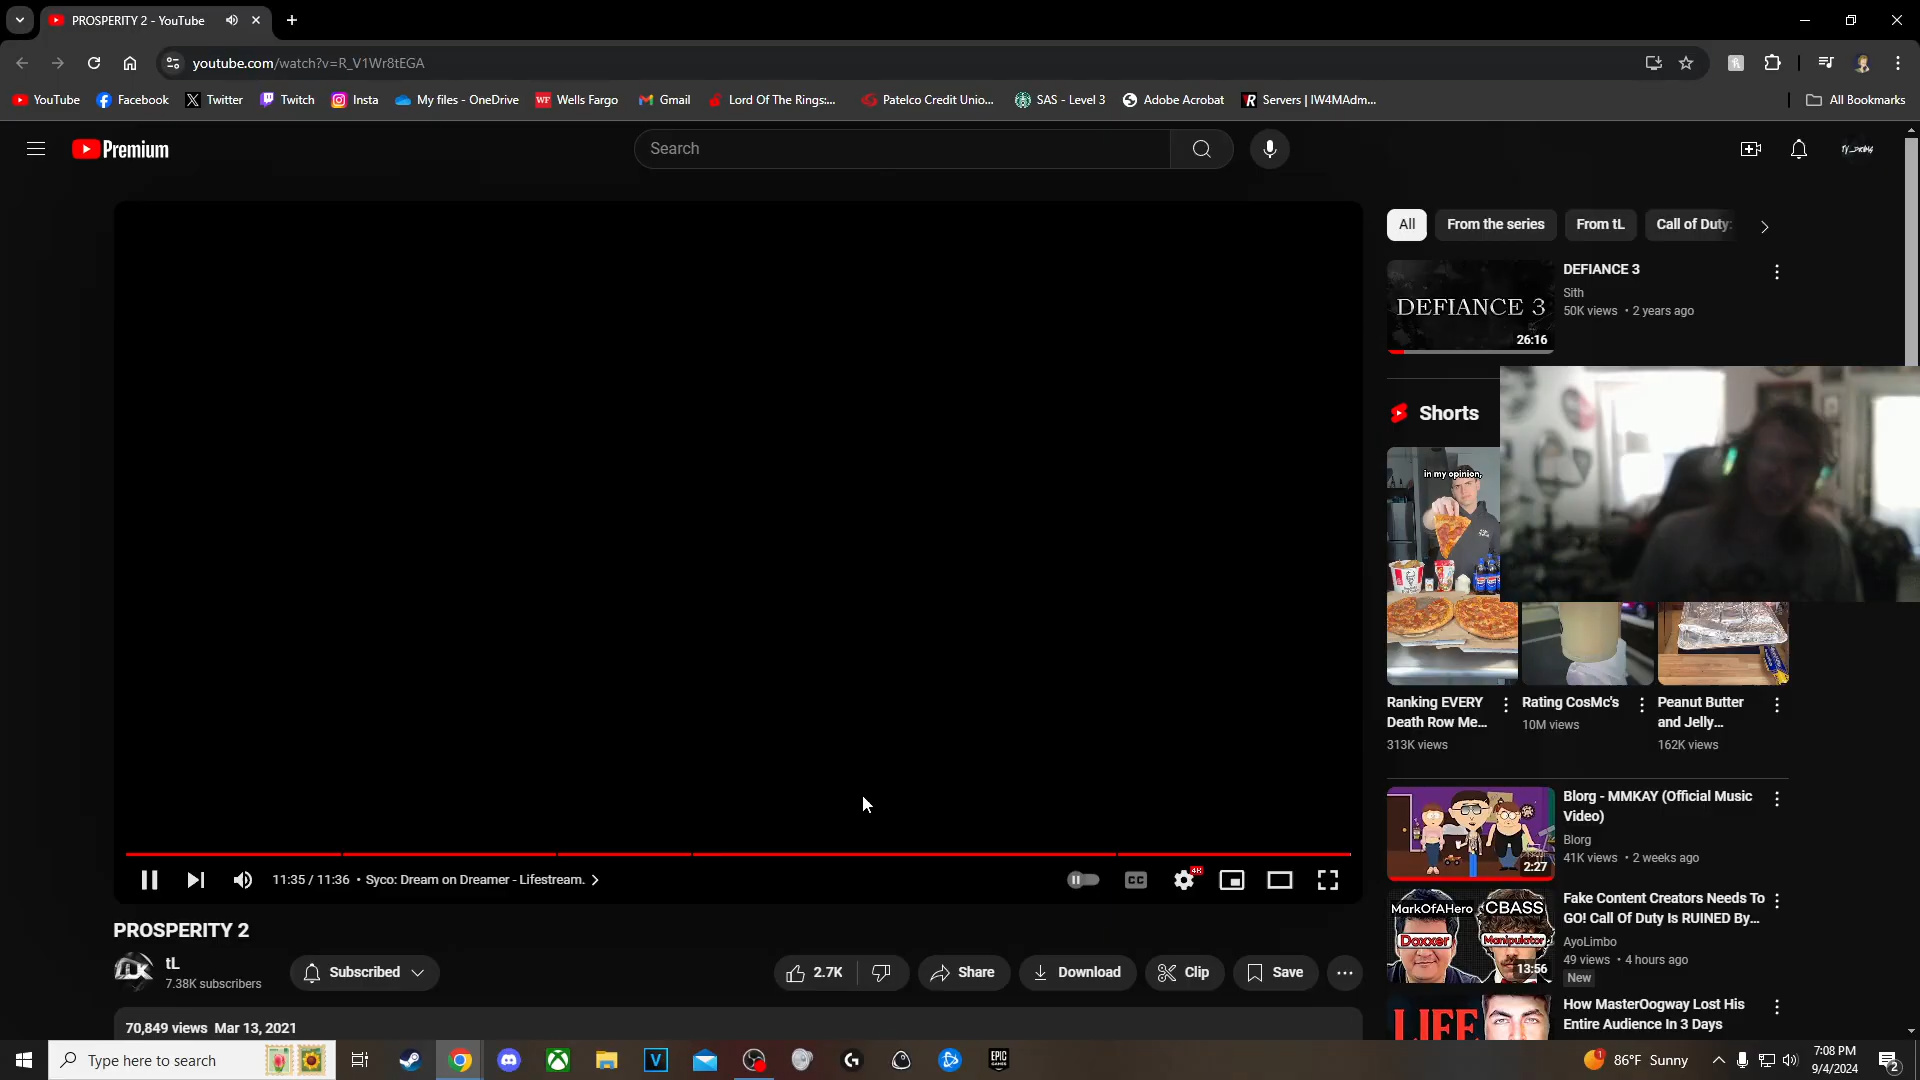 PROSPERITY 2 - YouTube
youtube.com/watch?v=R_V1Wr8tEGA
YouTube
Facebook
Twitter
Twitch
Insta
My files - OneDrive
WF
Wells Fargo
Gmail
Lord Of The Rings:...
Patelco Credit Unio...
SAS - Level 3
Adobe Acrobat
Servers | IW4MAdm...
All Bookmarks
Premium
Search
All
From the series
From tL
Call of Duty:
DEFIANCE 3
26:16
DEFIANCE 3
Sith
50K views • 2 years ago
Shorts
in my opinion,
Ranking EVERY
Death Row Me...
313K views
Rating CosMc's
10M views
Peanut Butter
and Jelly...
162K views
11:35 / 11:36 • Syco: Dream on Dreamer - Lifestream.
CC
4K
PROSPERITY 2
tL
7.38K subscribers
Subscribed
2.7K
Share
Download
Clip
Save
70,849 views Mar 13, 2021
2:27
Blorg - MMKAY (Official Music
Video)
Blorg
41K views • 2 weeks ago
MarkOfAHero
CBASS
Doxxer
Manipulator
13:56
Fake Content Creators Needs To
GO! Call Of Duty Is RUINED By...
AyoLimbo
49 views • 4 hours ago
New
LIFE
How MasterOogway Lost His
Entire Audience In 3 Days
Type here to search
V
EPIC
GAMES
1
86°F Sunny
7:08 PM
9/4/2024
2